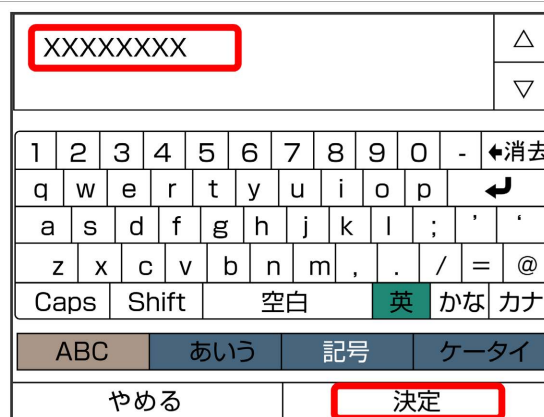 XXXXXXXX
△
▽
1 2 3 4 5 6 7 8 9 0 - ←消去
q w e r t y u i o p ↵
a s d f g h j k l ; ’ ‘
z x c v b n m , . / = @
Caps Shift 空白 英 かな カナ
ABC あいう 記号 ケータイ
やめる 決定